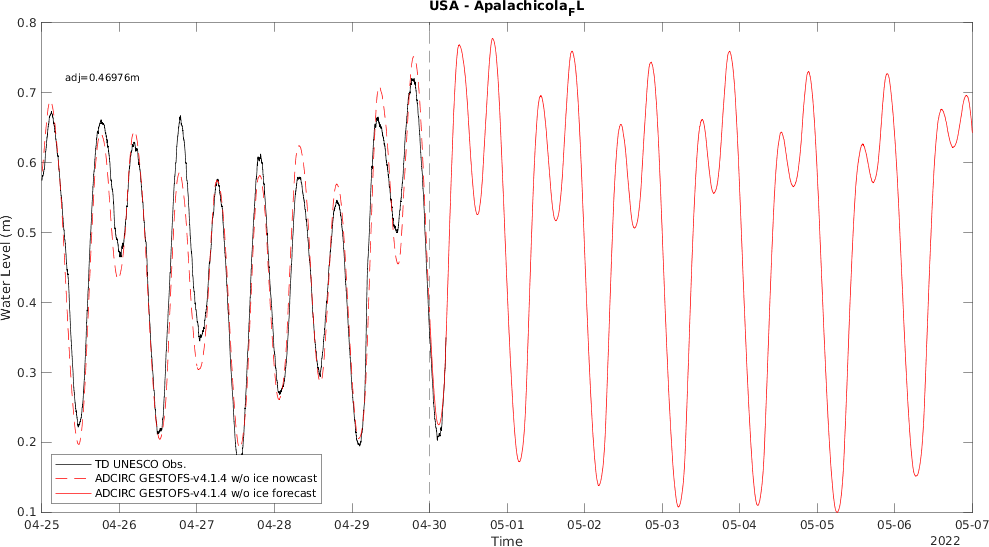 USA - Apalachicola_FL
adj=0.46976m
Water Level (m)
0.8
0.7
0.6
0.5
0.4
0.3
0.2
0.1
TD UNESCO Obs.
ADCIRC GESTOFS-v4.1.4 w/o ice nowcast
ADCIRC GESTOFS-v4.1.4 w/o ice forecast
04-25 04-26 04-27 04-28 04-29 04-30 05-01 05-02 05-03 05-04 05-05 05-06 05-07
Time
2022